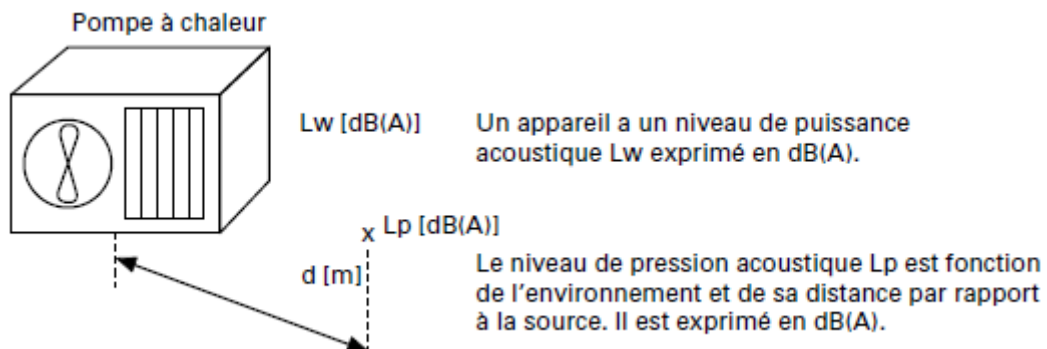 Pompe à chaleur
Lw [dB(A)]
Un appareil a un niveau de puissance
acoustique Lw exprimé en dB(A).
x Lp [dB(A)]
d [m]
Le niveau de pression acoustique Lp est fonction
de l'environnement et de sa distance par rapport
à la source. Il est exprimé en dB(A).